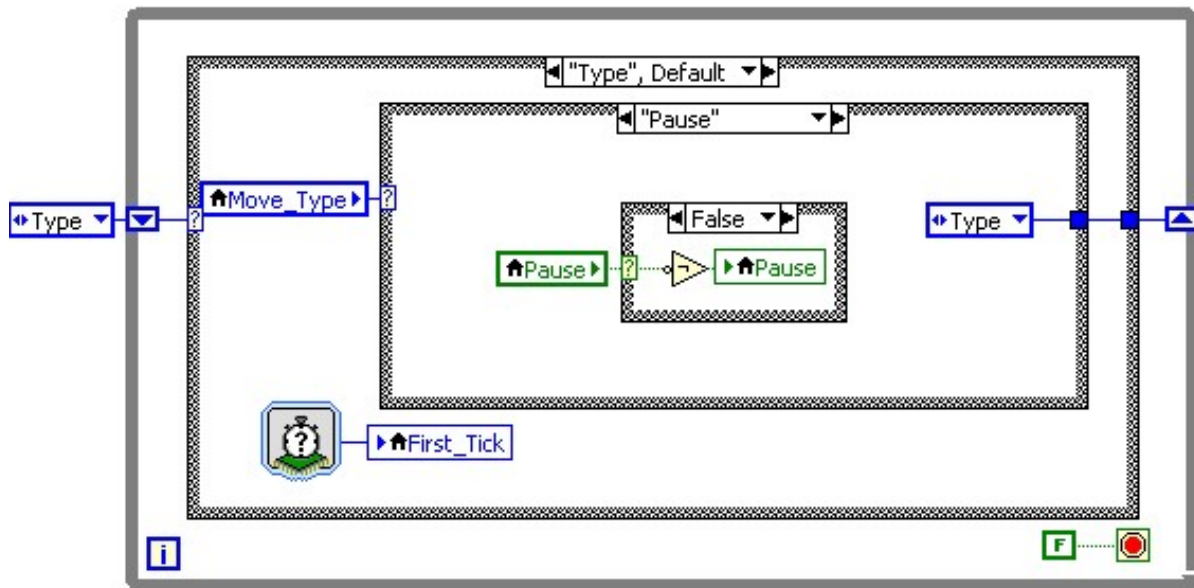 "Type", Default
"Pause"
Move_Type
?
?
Type
?
False
Type
Pause
?
Pause
?
First_Tick
i
F